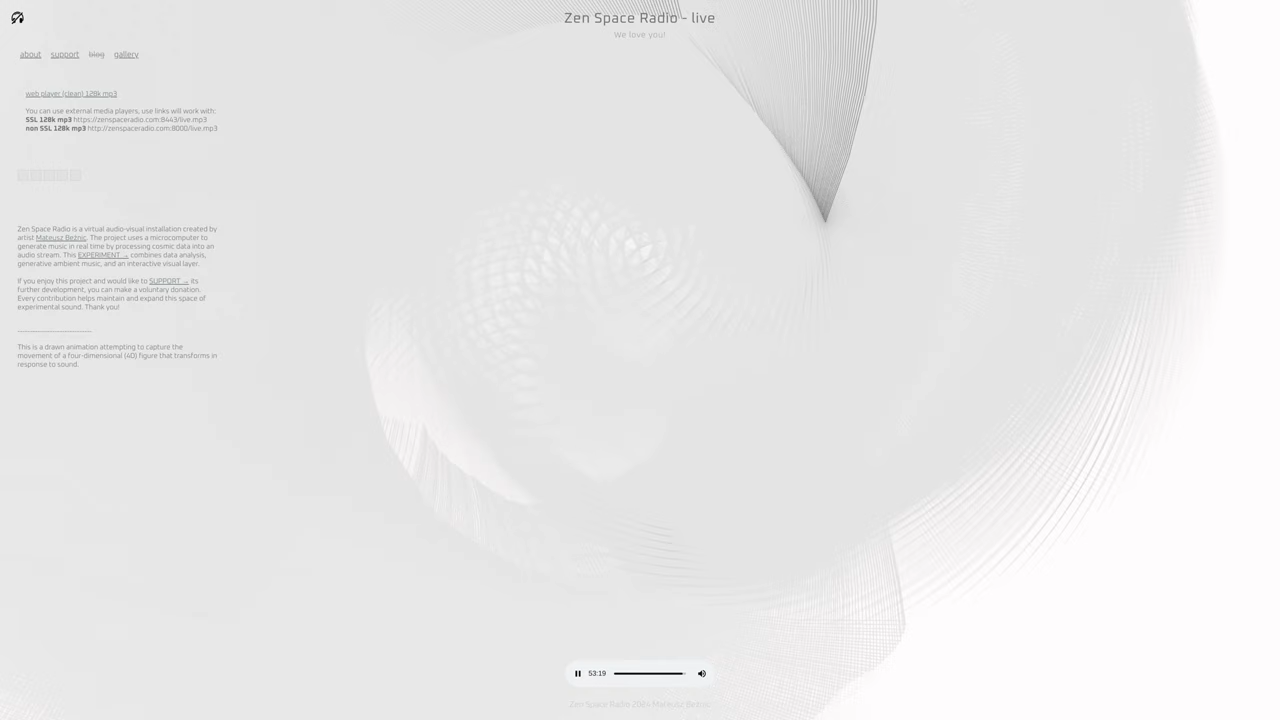 Zen Space Radio - live
We love you!
about support blog gallery
web player (clean) 128k mp3
You can use external media players, use links will work with:
SSL 128k mp3 https://zenspaceradio.com:8443/live.mp3
non SSL 128k mp3 http://zenspaceradio.com:8000/live.mp3
Zen Space Radio is a virtual audio-visual installation created by
artist Mateusz Bežnic. The project uses a microcomputer to
generate music in real time by processing cosmic data into an
audio stream. This EXPERIMENT → combines data analysis,
generative ambient music, and an interactive visual layer.
If you enjoy this project and would like to SUPPORT → its
further development, you can make a voluntary donation.
Every contribution helps maintain and expand this space of
experimental sound. Thank you!
This is a drawn animation attempting to capture the
movement of a four-dimensional (4D) figure that transforms in
response to sound.
53:19
Zen Space Radio 2024 Mateusz Bežnic